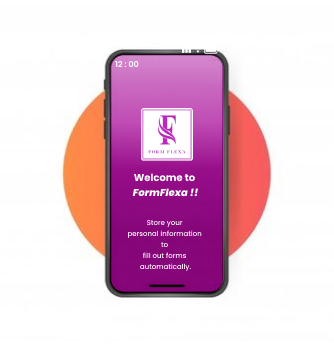 12:00
F
FORM FLEXA
Welcome to
FormFlexa !!
Store your
personal information
to
fill out forms
automatically.